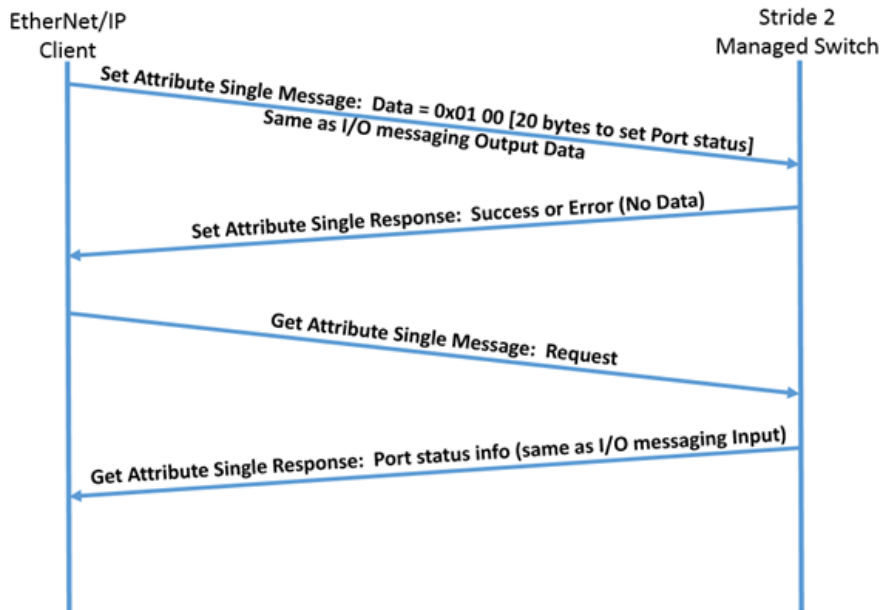 EtherNet/IP
Client
Stride 2
Managed Switch
Set Attribute Single Message:  Data = 0x01 00 [20 bytes to set Port status]
Same as I/O messaging Output Data
Set Attribute Single Response:  Success or Error (No Data)
Get Attribute Single Message:  Request
Get Attribute Single Response:  Port status info (same as I/O messaging Input)